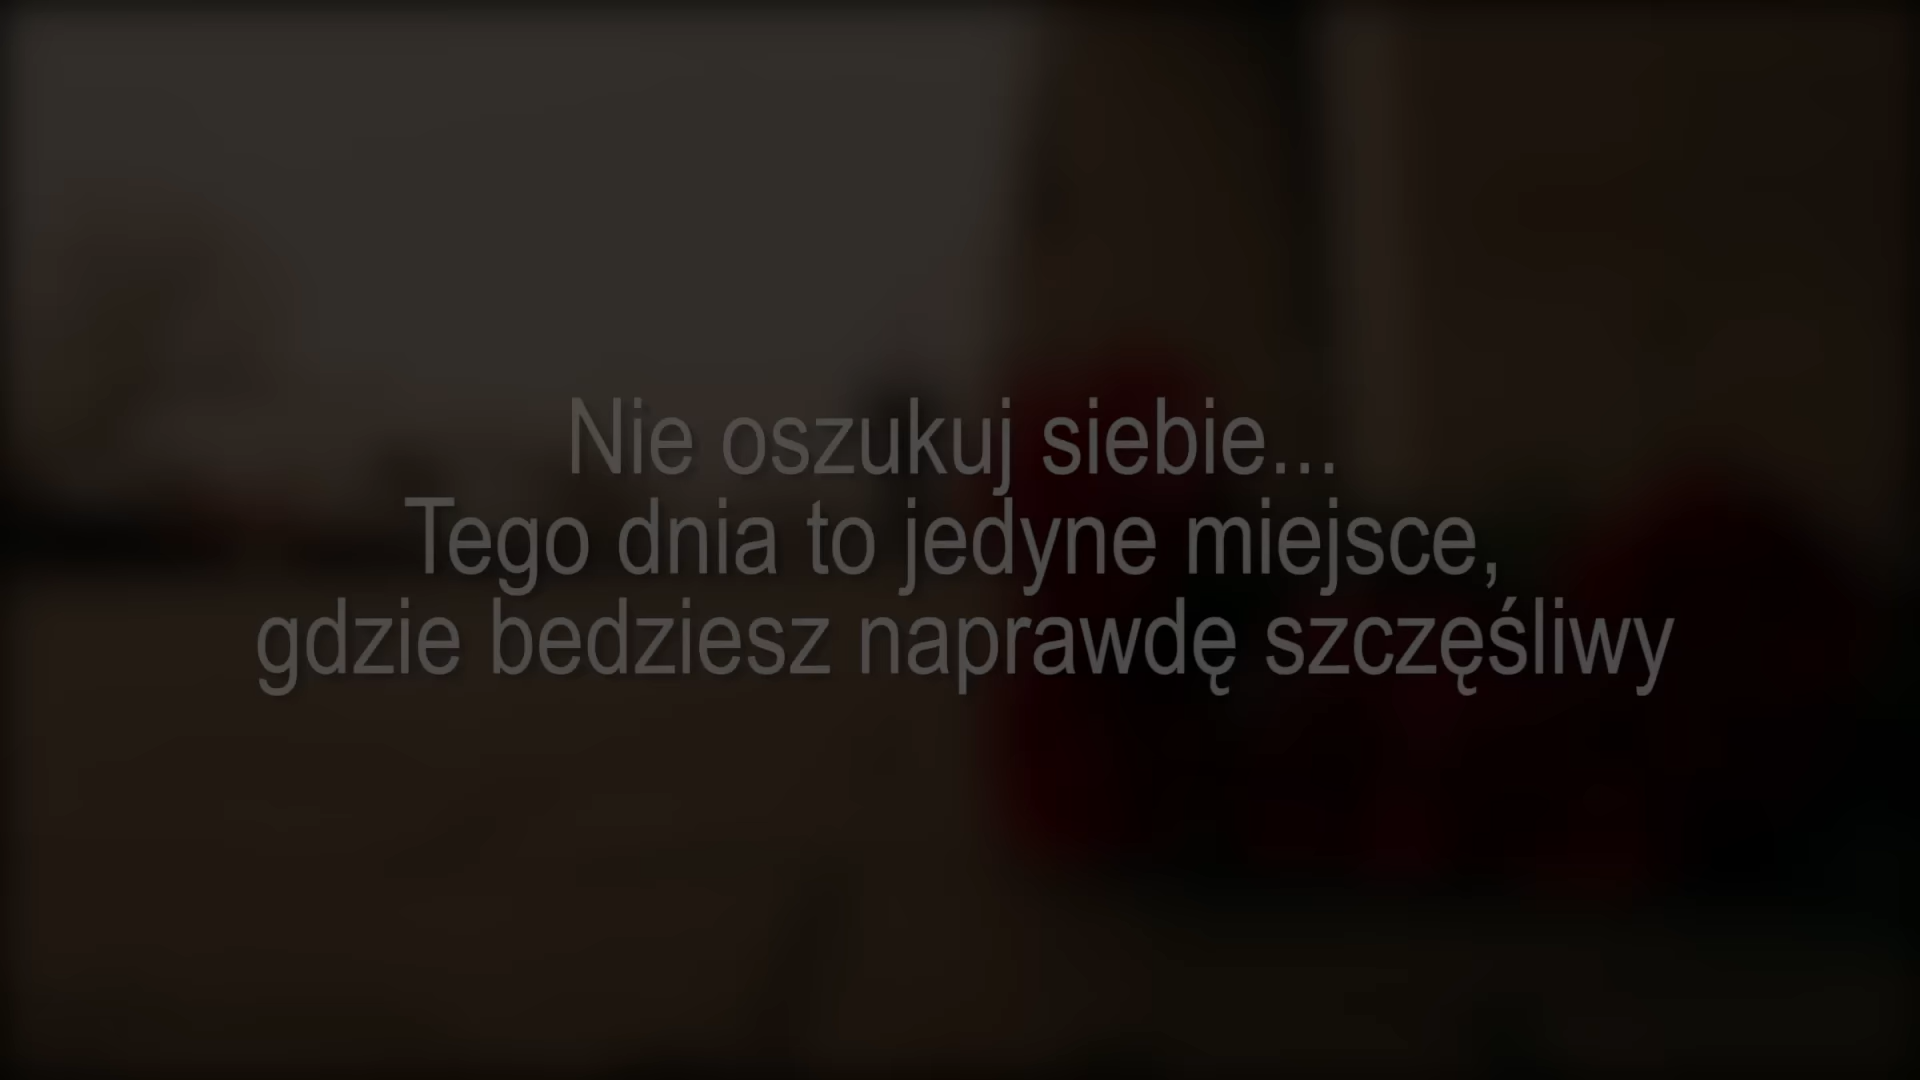 Nie oszukuj siebie...
Tego dnia to jedyne miejsce,
gdzie bedziesz naprawdę szczęśliwy